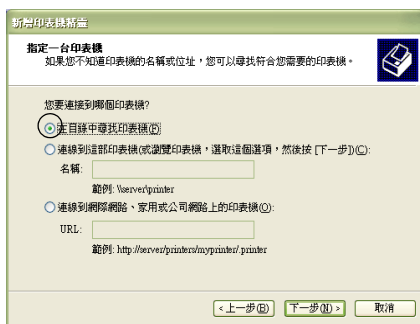 新增印表機精靈
指定一台印表機
如果您不知道印表機的名稱或位址，您可以尋找符合您需要的印表機。
您要連接到哪個印表機?
在目錄中尋找印表機(F)
連線到這部印表機(或瀏覽印表機，選取這個選項，然後按 [下一步])(C):
名稱:
範例: \\server\printer
連線到網際網路、家用或公司網路上的印表機(O):
URL:
範例: http://server/printers/myprinter/.printer
< 上一步(B) 下一步(N) > 取消